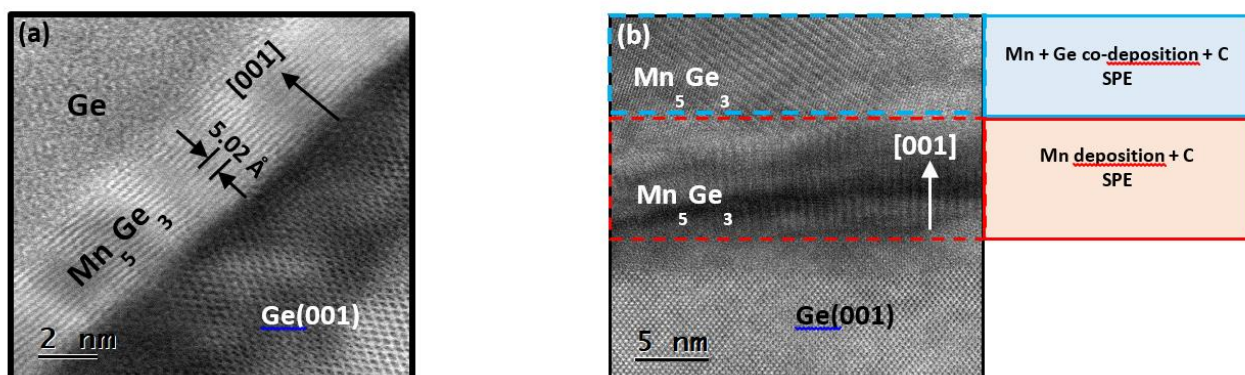 (a)
Ge
[001]
5.02 Å
Mn5Ge3
Ge(001)
2 nm
(b)
Mn5Ge3
[001]
Mn5Ge3
Ge(001)
5 nm
Mn + Ge co-deposition + C
SPE
Mn deposition + C
SPE